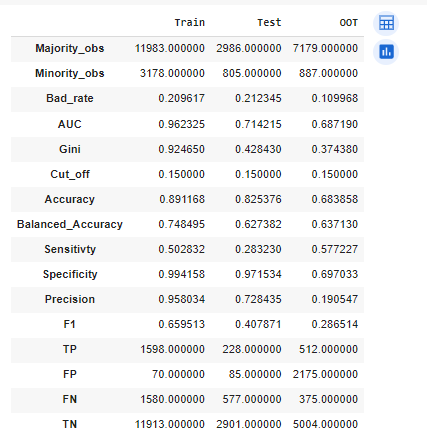 Train Test OOT
Majority_obs 11983.000000 2986.000000 7179.000000
Minority_obs 3178.000000 805.000000 887.000000
Bad_rate 0.209617 0.212345 0.109968
AUC 0.962325 0.714215 0.687190
Gini 0.924650 0.428430 0.374380
Cut_off 0.150000 0.150000 0.150000
Accuracy 0.891168 0.825376 0.683858
Balanced_Accuracy 0.748495 0.627382 0.637130
Sensitivty 0.502832 0.283230 0.577227
Specificity 0.994158 0.971534 0.697033
Precision 0.958034 0.728435 0.190547
F1 0.659513 0.407871 0.286514
TP 1598.000000 228.000000 512.000000
FP 70.000000 85.000000 2175.000000
FN 1580.000000 577.000000 375.000000
TN 11913.000000 2901.000000 5004.000000